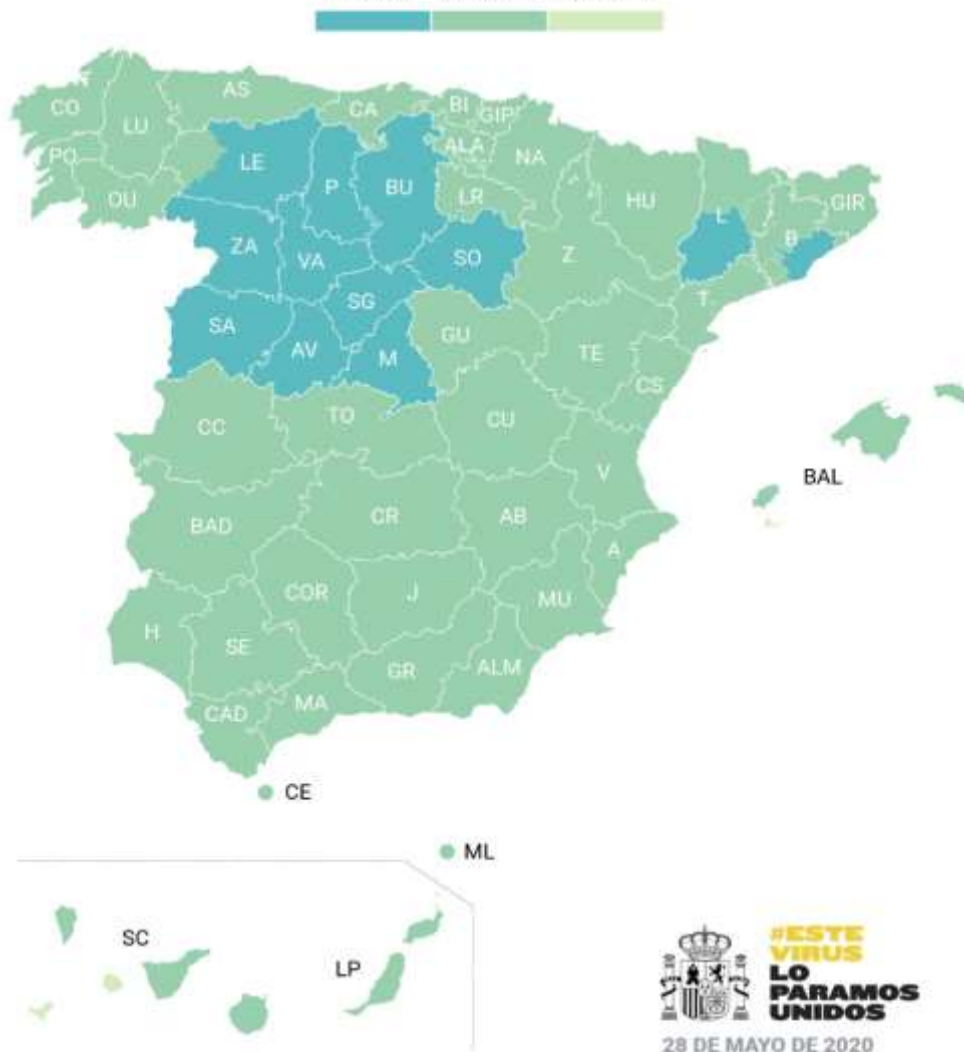 AS
CA
BI
GIP
CO
LU
ALA
NA
PO
LE
P
BU
LR
HU
GIR
OU
L
B
ZA
VA
SO
Z
T
SG
SA
AV
M
GU
TE
CS
CC
TO
CU
BAL
V
BAD
CR
AB
A
COR
J
MU
H
SE
GR
ALM
CAD
MA
CE
ML
SC
LP
#ESTE
VIRUS
LO
PARAMOS
UNIDOS
28 DE MAYO DE 2020